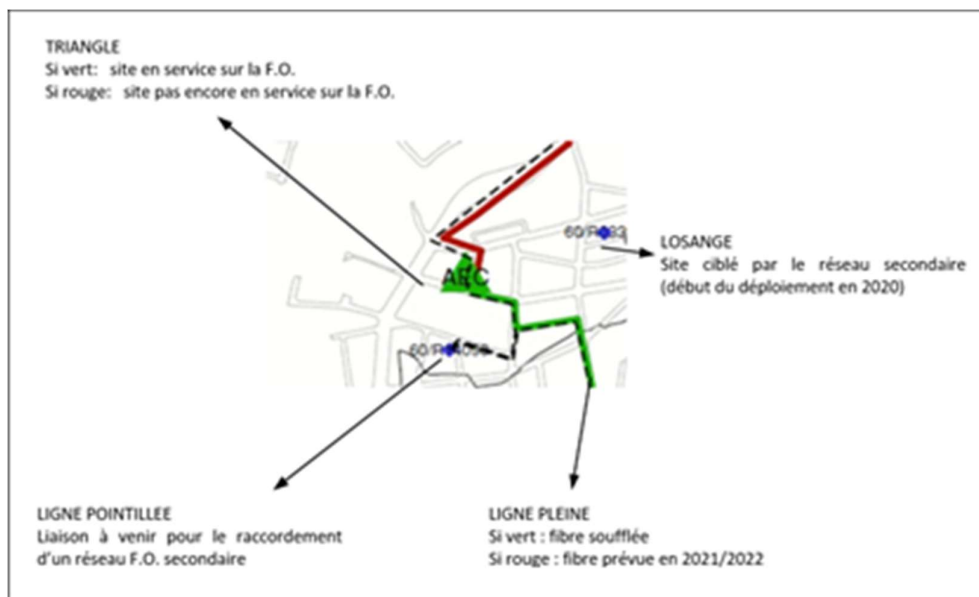 TRIANGLE
Si vert: site en service sur la F.O.
Si rouge: site pas encore en service sur la F.O.
LOSANGE
Site ciblé par le réseau secondaire
(début du déploiement en 2020)
LIGNE POINTILLEE
Liaison à venir pour le raccordement
d'un réseau F.O. secondaire
LIGNE PLEINE
Si vert : fibre soufflée
Si rouge : fibre prévue en 2021/2022